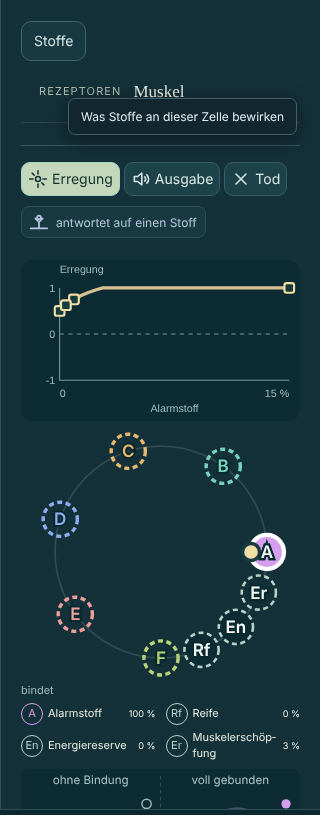 Stoffe
REZEPTOREN Muskel
Was Stoffe an dieser Zelle bewirken
Erregung Ausgabe Tod
antwortet auf einen Stoff
Erregung
1
0
-1
0 15 %
Alarmstoff
C
B
D
A
Er
E
En
Rf
F
bindet
A Alarmstoff 100 % Rf Reife 0 %
En Energiereserve 0 % Er Muskelerschöp-
fung 3 %
ohne Bindung voll gebunden